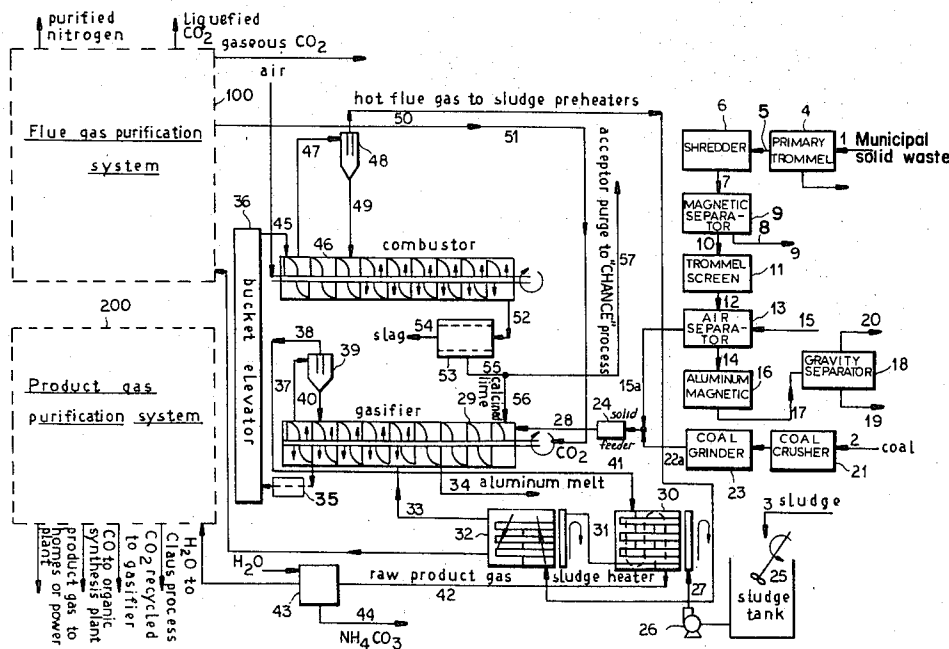 purified
nitrogen
Liquefied
CO2
gaseous CO2
air
100
Flue gas purification
system
hot flue gas to sludge preheaters
50
51
47
48
49
36
45
46
combustor
bucket elevator
52
slag
54
53
55
calcined
lime
56
57
acceptor purge to "CHANCE" process
200
Product gas
purification system
38
39
37
40
gasifier
29
28
24
solid
feeder
15a
CO2
41
35
34
aluminum melt
33
32
31
30
sludge heater
H2O
43
raw product gas
42
44
NH4CO3
27
26
3 sludge
25
sludge
tank
6
5
4
1
SHREDDER
PRIMARY
TROMMEL
Municipal
solid waste
7
MAGNETIC
SEPARA-
TOR
9
8
9
10
TROMMEL
SCREEN
11
12
13
AIR
SEPARA-
TOR
15
14
20
GRAVITY
SEPARATOR
18
ALUMINUM
MAGNETIC
16
17
19
22a
COAL
GRINDER
23
COAL
CRUSHER
21
2
coal
product gas to
homes or power
plant
CO to organic
synthesis plant
CO2 recycled
to gasifier
H2O to
Claus process